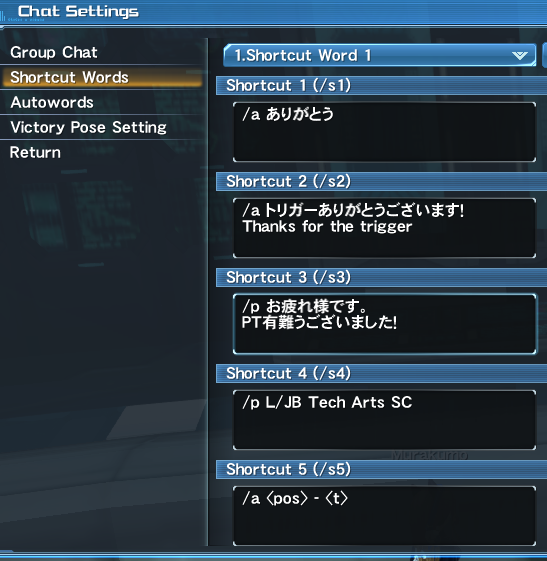 Chat Settings
Group Chat
Shortcut Words
Autowords
Victory Pose Setting
Return
1.Shortcut Word 1
Shortcut 1 (/s1)
/a ありがとう
Shortcut 2 (/s2)
/a トリガーありがとうございます!
Thanks for the trigger
Shortcut 3 (/s3)
/p お疲れ様です。
PT有難うございました!
Shortcut 4 (/s4)
/p L/JB Tech Arts SC
Murakumo
Shortcut 5 (/s5)
/a 〈pos〉 - 〈t〉